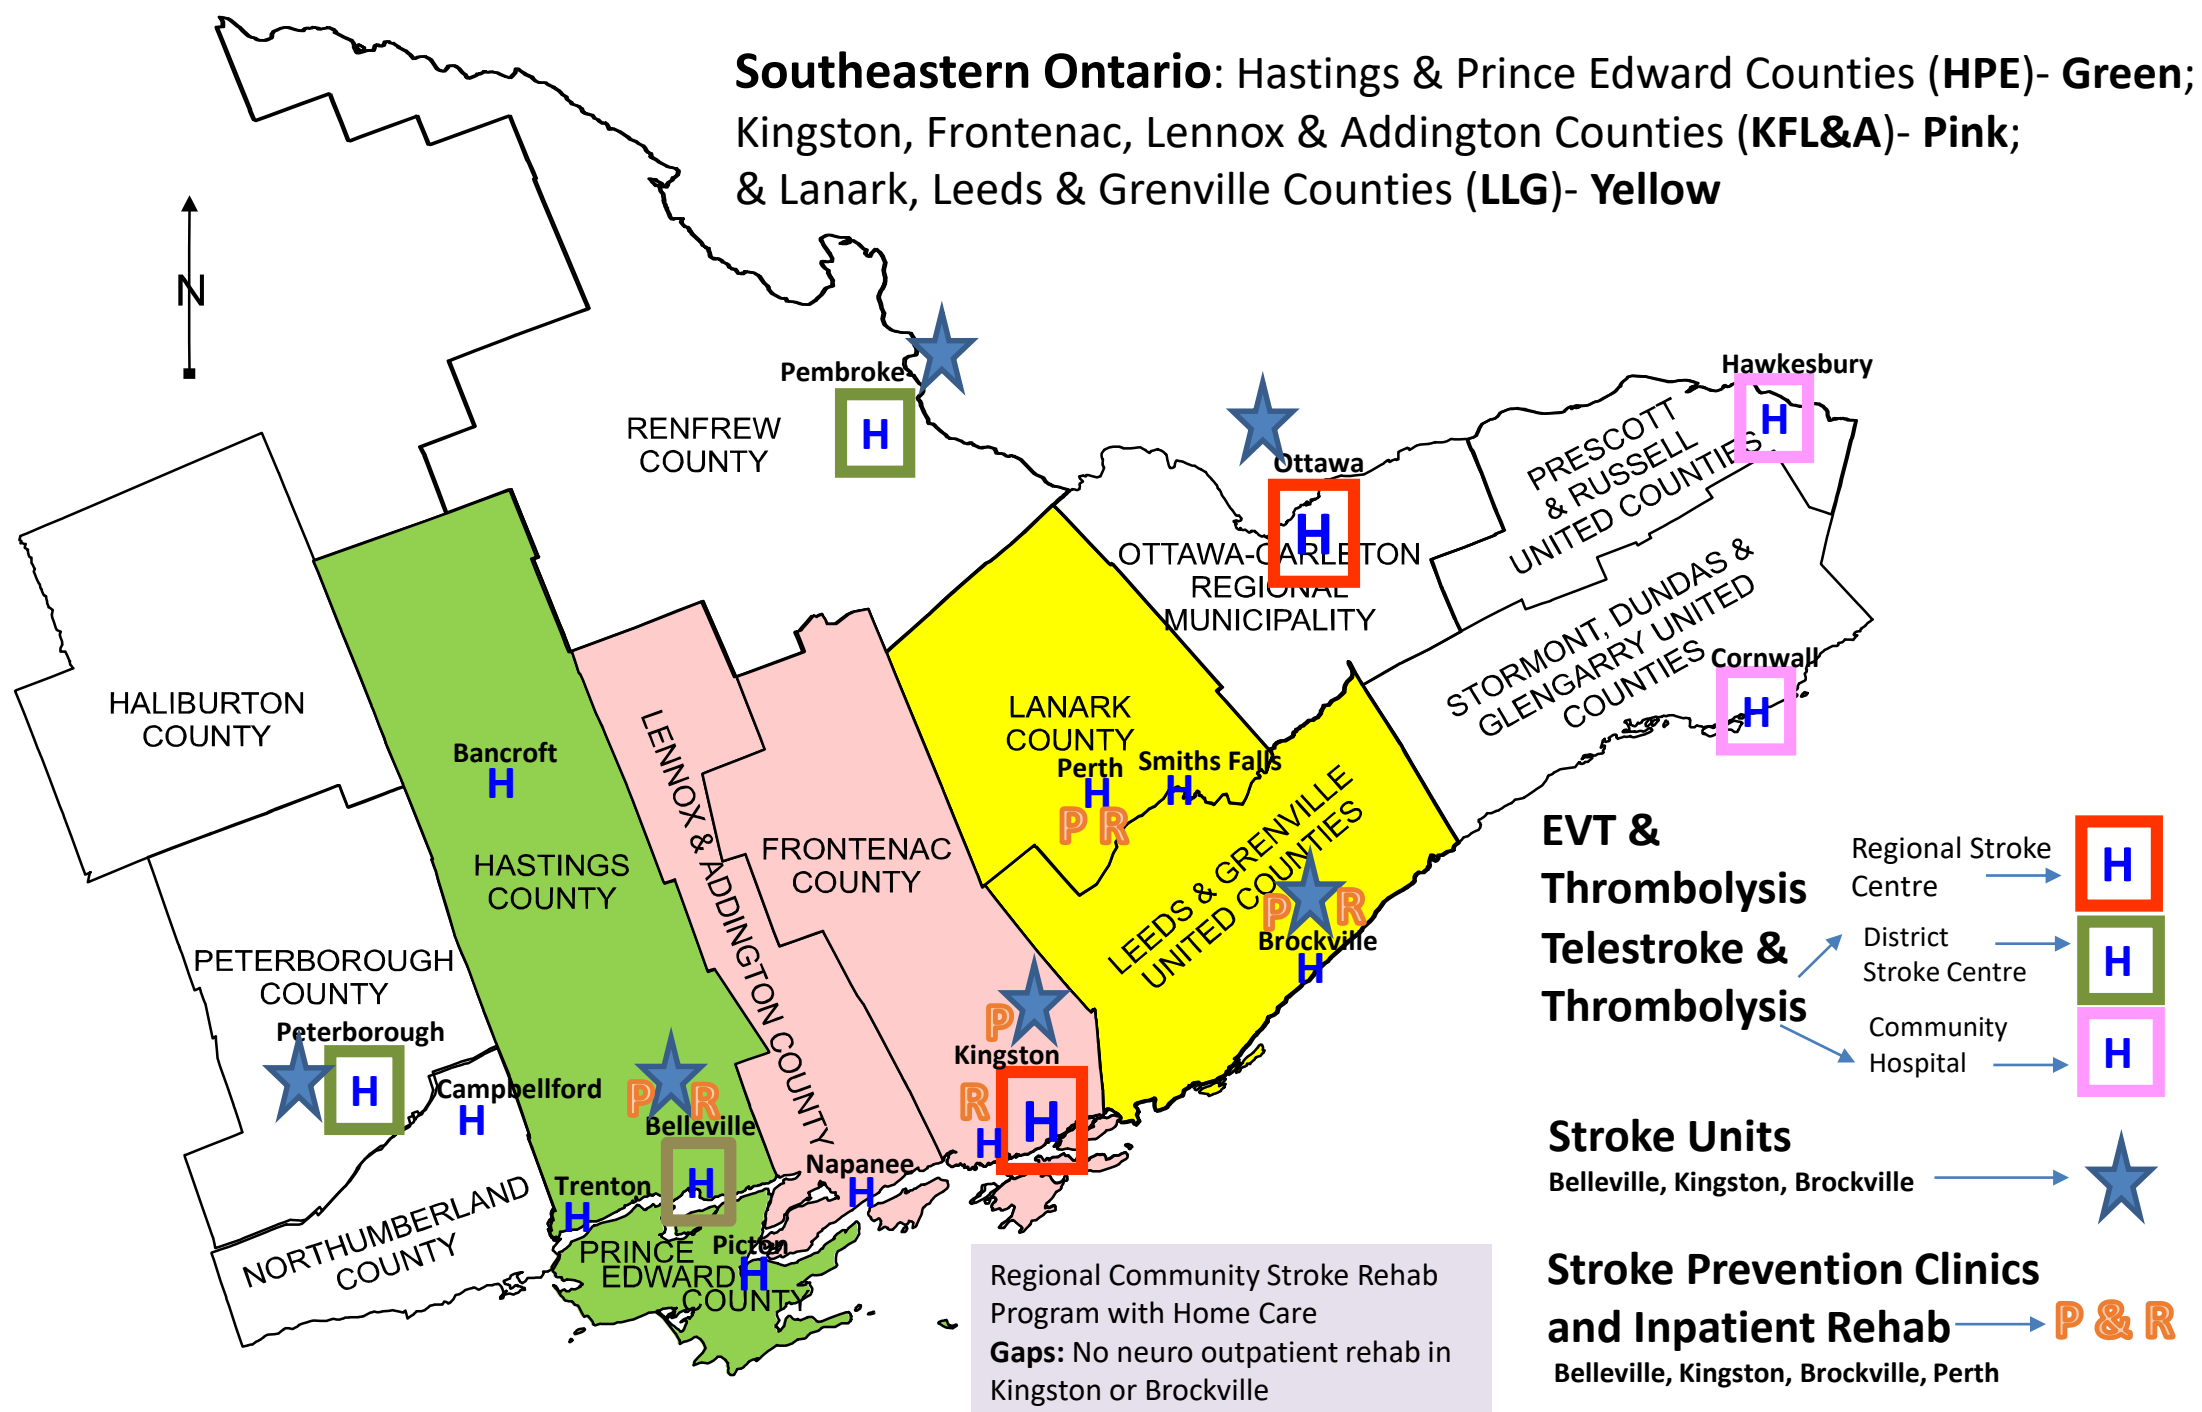 Southeastern Ontario: Hastings & Prince Edward Counties (HPE)- Green;
Kingston, Frontenac, Lennox & Addington Counties (KFL&A)- Pink;
& Lanark, Leeds & Grenville Counties (LLG)- Yellow
N
Pembroke
H
RENFREW
COUNTY
Ottawa
H
OTTAWA-CARLETON
REGIONAL
MUNICIPALITY
Hawkesbury
H
PRESCOTT
& RUSSELL
UNITED COUNTIES
STORMONT, DUNDAS &
GLENGARRY UNITED
COUNTIES
Cornwall
H
HALIBURTON
COUNTY
Bancroft
H
HASTINGS
COUNTY
LENNOX & ADDINGTON COUNTY
FRONTENAC
COUNTY
LANARK
COUNTY
Perth
H
P R
Smiths Falls
H
LEEDS & GRENVILLE
UNITED COUNTIES
P R
Brockville
H
PETERBOROUGH
COUNTY
Peterborough
H
Campbellford
H
P R
Belleville
H
P
Kingston
R
H
H
Napanee
H
Trenton
H
NORTHUMBERLAND
COUNTY
PRINCE
EDWARD
COUNTY
Picton
H
EVT &
Thrombolysis
Regional Stroke
Centre
H
Telestroke &
Thrombolysis
District
Stroke Centre
H
Community
Hospital
H
Stroke Units
Belleville, Kingston, Brockville
Stroke Prevention Clinics
and Inpatient Rehab
P & R
Belleville, Kingston, Brockville, Perth
Regional Community Stroke Rehab
Program with Home Care
Gaps: No neuro outpatient rehab in
Kingston or Brockville